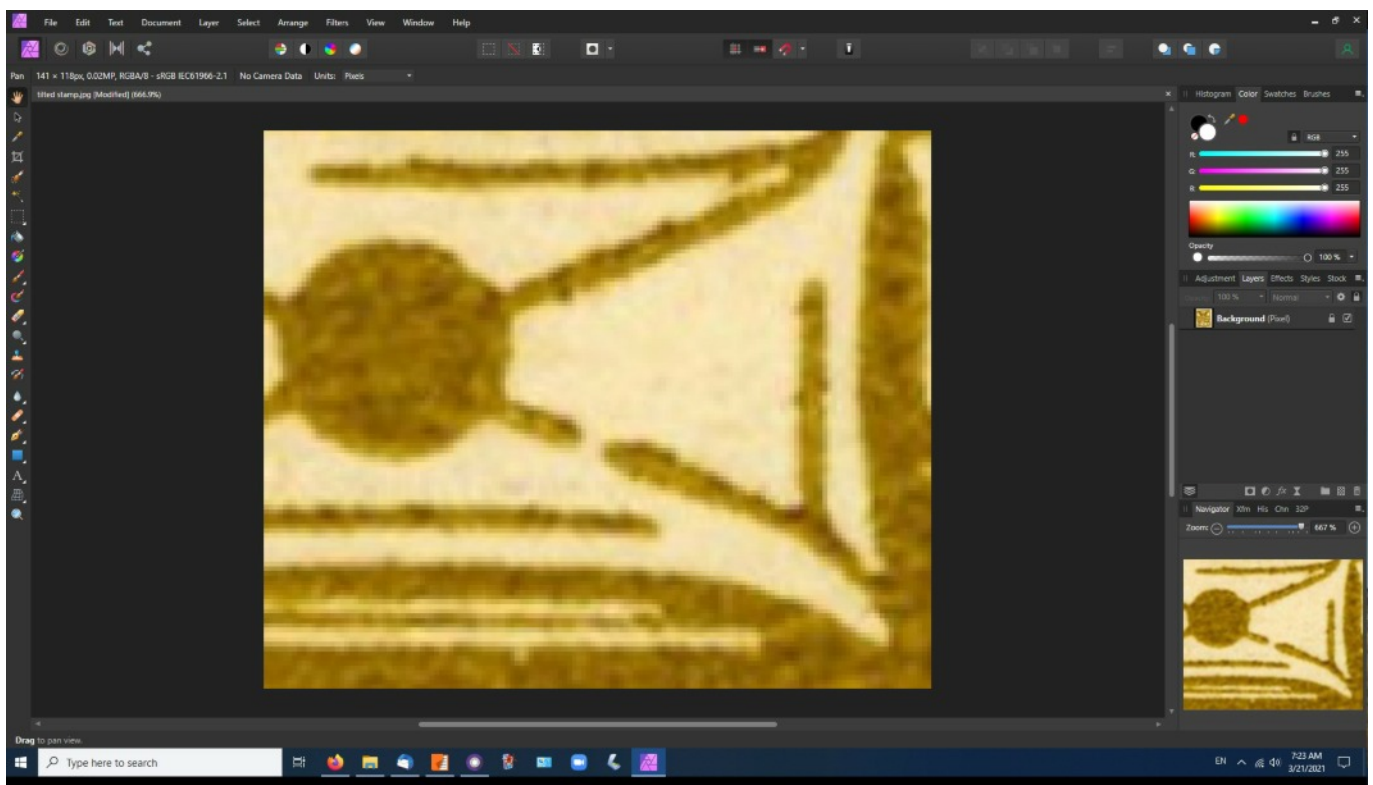 File Edit Text Document Layer Select Arrange Filters View Window Help
Pan 141 × 118px, 0.02MP, RGBA/8 - sRGB IEC61966-2.1 No Camera Data Units: Pixels
tilted stamp.jpg [Modified] (666.9%)
Histogram Color Swatches Brushes
RGB
R: 255
G: 255
B: 255
Opacity
100 %
Adjustment Layers Effects Styles Stock
100 % Normal
Background (Pixel)
Navigator Xfm His Chn 32P
Zoom: 667 %
Drag to pan view.
Type here to search
EN
7:23 AM
3/21/2021